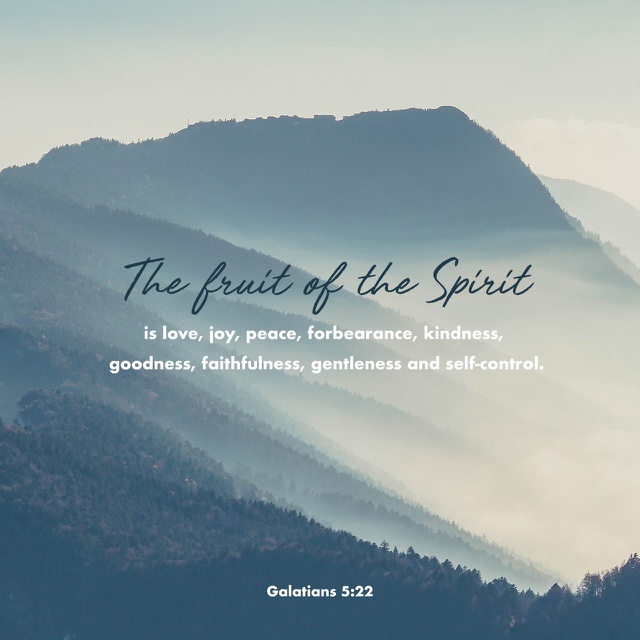 The fruit of the Spirit
is love, joy, peace, forbearance, kindness,
goodness, faithfulness, gentleness and self-control.
Galatians 5:22